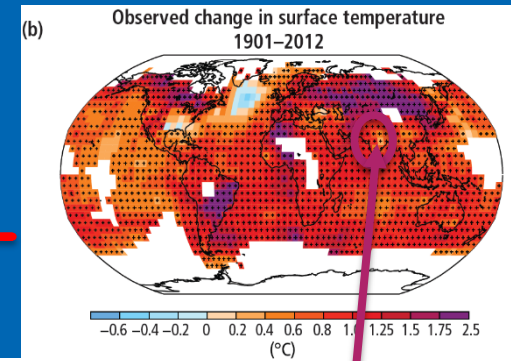 (b)
Observed change in surface temperature
1901–2012
−0.6 −0.4 −0.2 0 0.2 0.4 0.6 0.8 1.25 1.5 1.75 2.5
(°C)